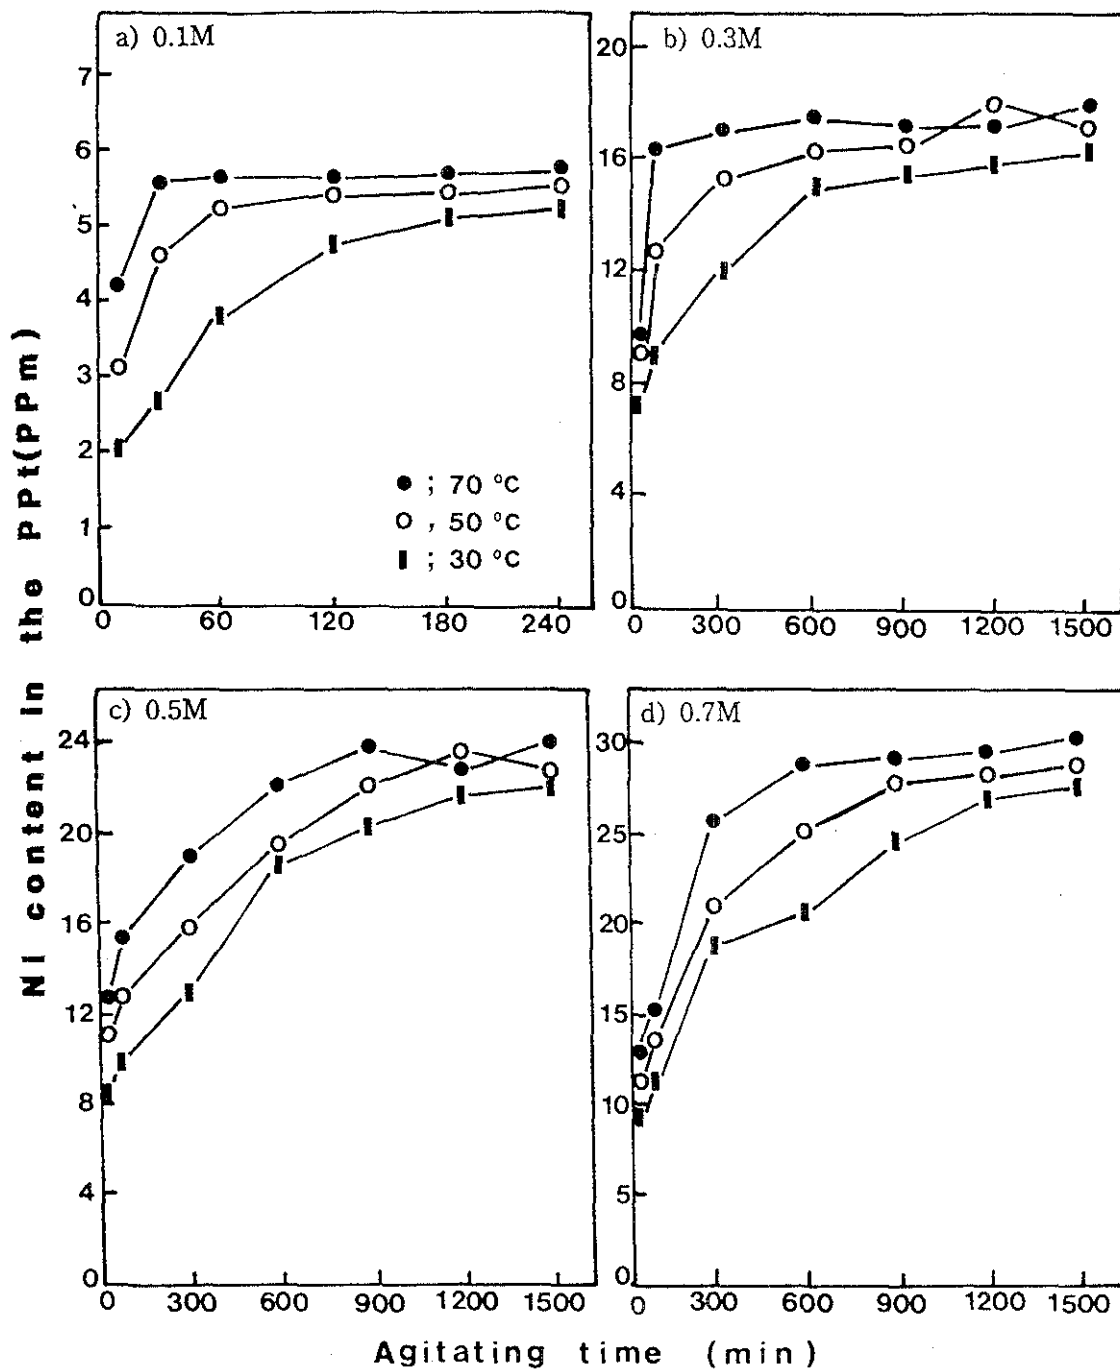 a) 0.1M
7
6
5
4
3
2
1
0
0 60 120 180 240
● ; 70 °C
○ , 50 °C
▮ ; 30 °C
b) 0.3M
20
16
12
8
4
0
0 300 600 900 1200 1500
c) 0.5M
24
20
16
12
8
4
0
0 300 600 900 1200 1500
d) 0.7M
30
25
20
15
10
5
0
0 300 600 900 1200 1500
Ni content in the PPt(PPm)
Agitating time (min)